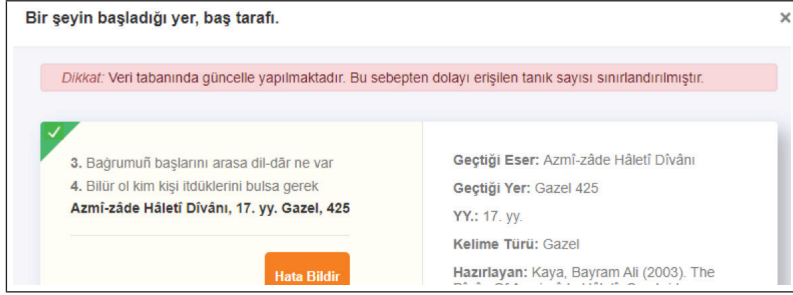 Bir şeyin başladığı yer, baş tarafı.
×
Dikkat: Veri tabanında güncelle yapılmaktadır. Bu sebepten dolayı erişilen tanık sayısı sınırlandırılmıştır.
3. Baġrumuñ başlarını arasa dil-dār ne var
4. Bilür ol kim kişi itdüklerini bulsa gerek
Azmî-zâde Hâletî Dîvânı, 17. yy. Gazel, 425
Hata Bildir
Geçtiği Eser: Azmî-zâde Hâletî Dîvânı
Geçtiği Yer: Gazel 425
YY.: 17. yy.
Kelime Türü: Gazel
Hazırlayan: Kaya, Bayram Ali (2003). The